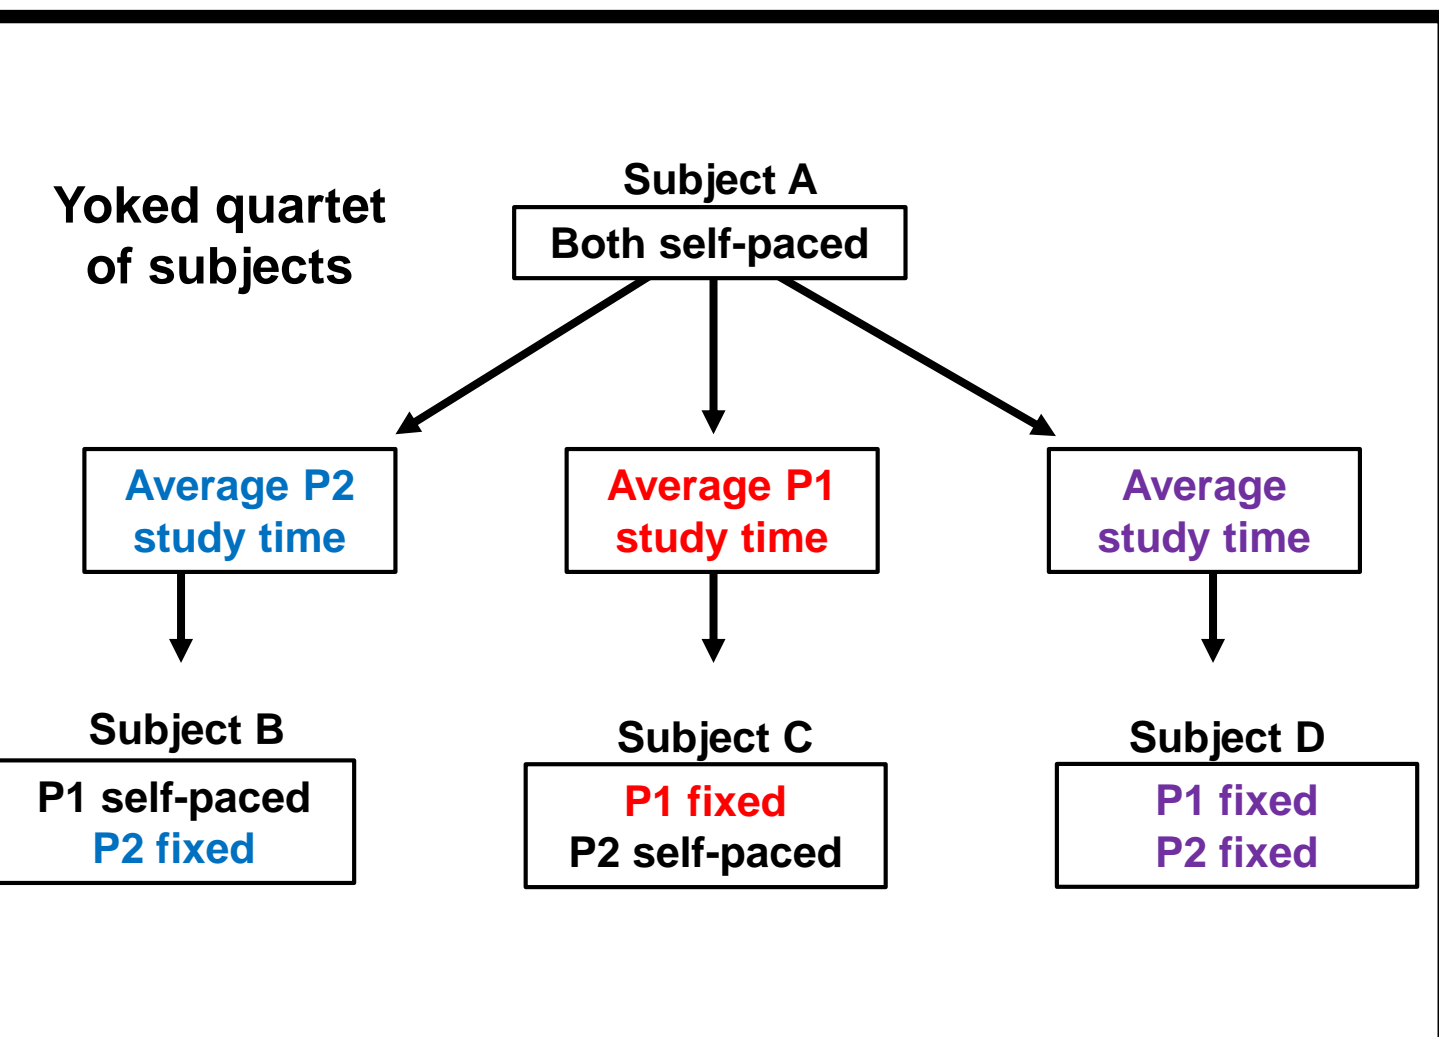 Yoked quartet
of subjects
Subject A
Both self-paced
Average P2
study time
Average P1
study time
Average
study time
Subject B
P1 self-paced
P2 fixed
Subject C
P1 fixed
P2 self-paced
Subject D
P1 fixed
P2 fixed